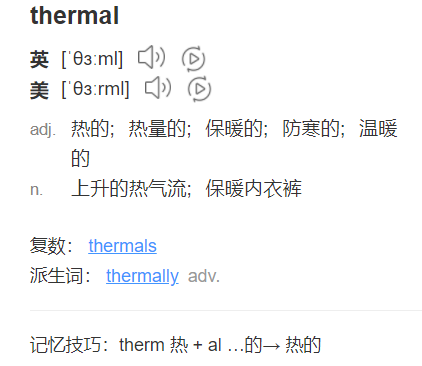 thermal
英 [ˈθɜːml]
美 [ˈθɜːrml]
adj. 热的；热量的；保暖的；防寒的；温暖
的
n. 上升的热气流；保暖内衣裤
复数： thermals
派生词： thermally adv.
记忆技巧：therm 热 + al …的→ 热的